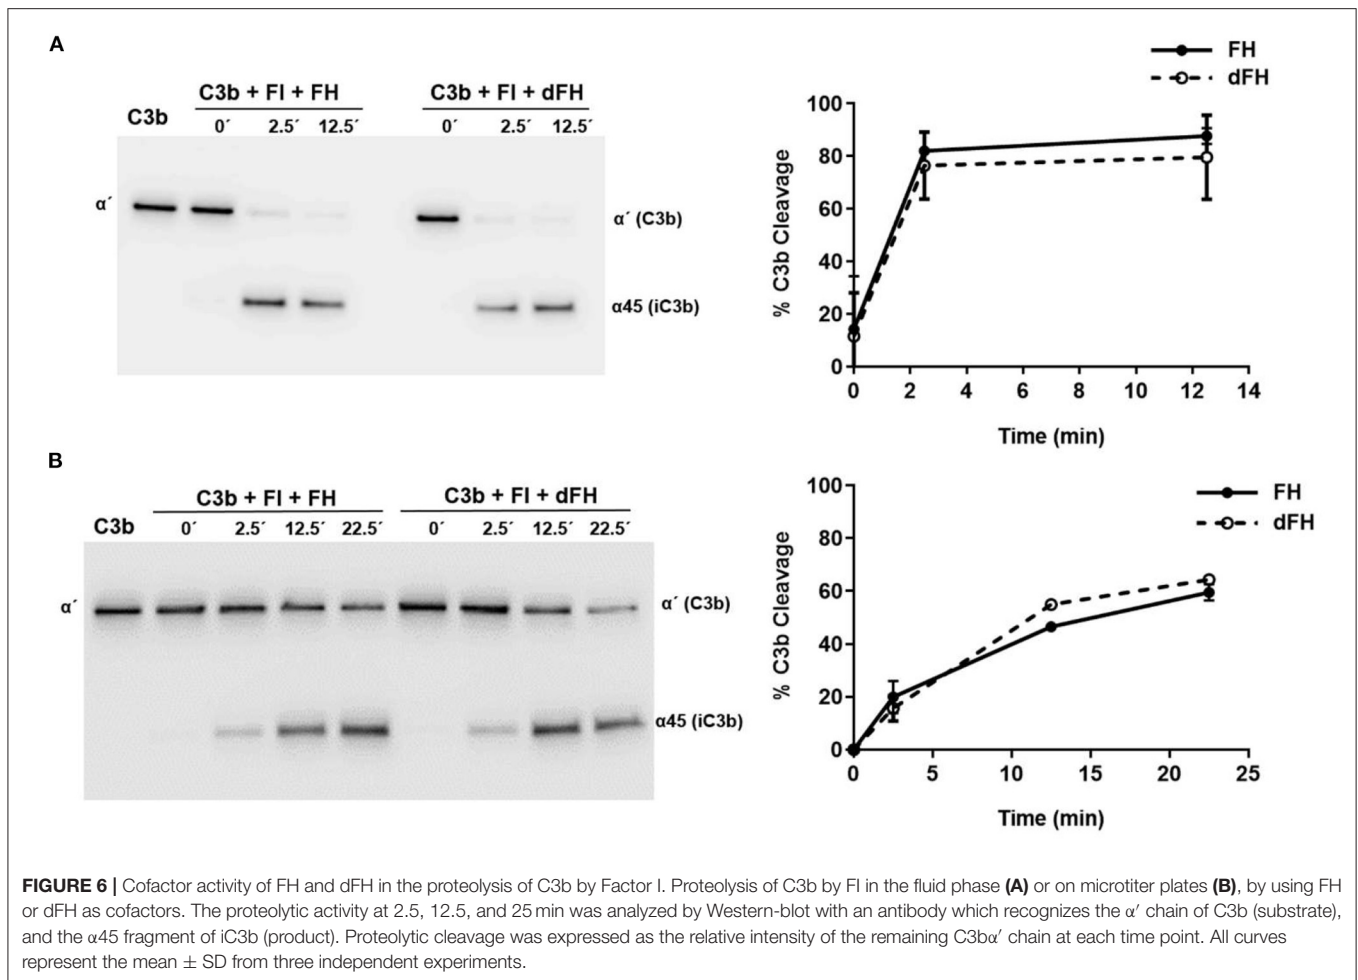 A
C3b + FI + FH
C3b + FI + dFH
C3b
0´ 2.5´ 12.5´
0´ 2.5´ 12.5´
α´
α´ (C3b)
α45 (iC3b)
FH
dFH
100
80
60
40
20
0
% C3b Cleavage
0 2 4 6 8 10 12 14
Time (min)
B
C3b + FI + FH
C3b + FI + dFH
C3b
0´ 2.5´ 12.5´ 22.5´
0´ 2.5´ 12.5´ 22.5´
α´
α´ (C3b)
α45 (iC3b)
FH
dFH
100
80
60
40
20
0
% C3b Cleavage
0 5 10 15 20 25
Time (min)
FIGURE 6 | Cofactor activity of FH and dFH in the proteolysis of C3b by Factor I. Proteolysis of C3b by FI in the fluid phase (A) or on microtiter plates (B), by using FH
or dFH as cofactors. The proteolytic activity at 2.5, 12.5, and 25 min was analyzed by Western-blot with an antibody which recognizes the α′ chain of C3b (substrate),
and the α45 fragment of iC3b (product). Proteolytic cleavage was expressed as the relative intensity of the remaining C3bα′ chain at each time point. All curves
represent the mean ± SD from three independent experiments.